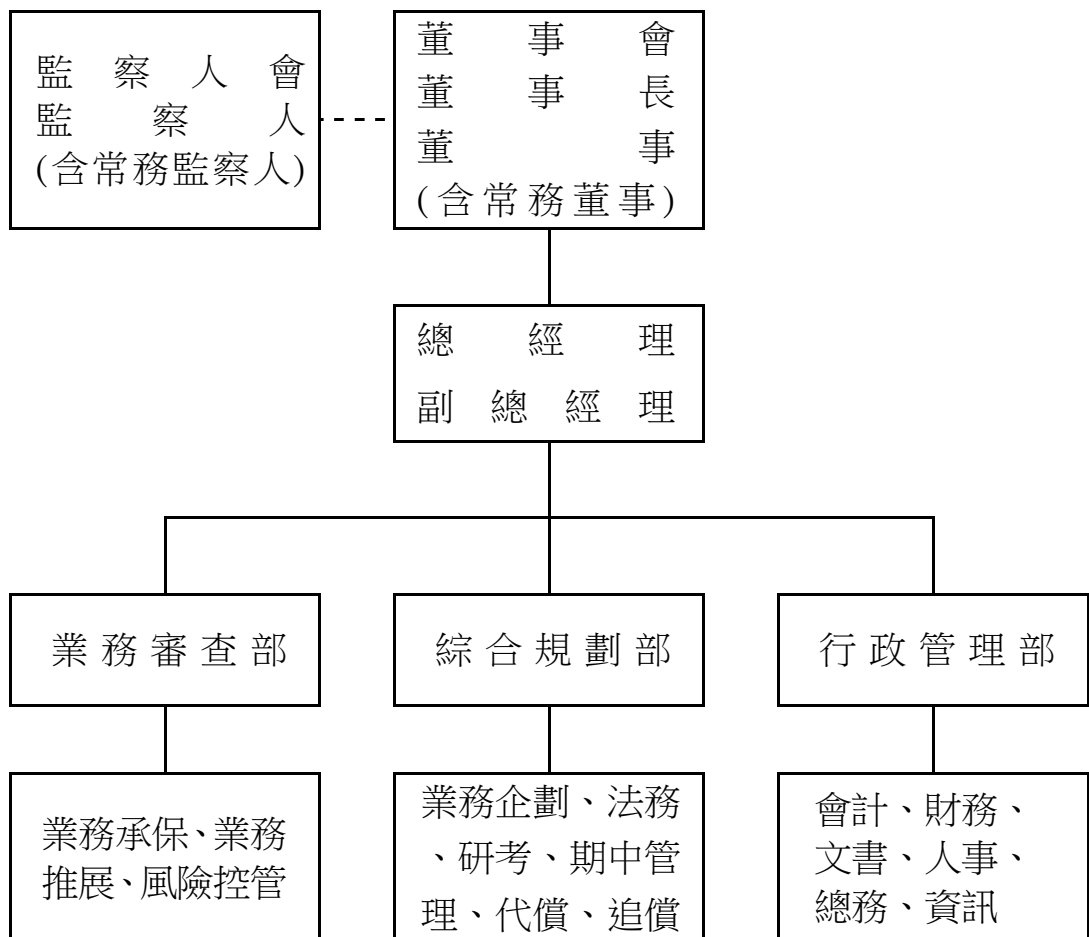 監察人會
監察人
(含常務監察人)
董事會
董事長
董事
(含常務董事)
總經理
副總經理
業務審查部
綜合規劃部
行政管理部
業務承保、業務
推展、風險控管
業務企劃、法務
、研考、期中管
理、代償、追償
會計、財務、
文書、人事、
總務、資訊